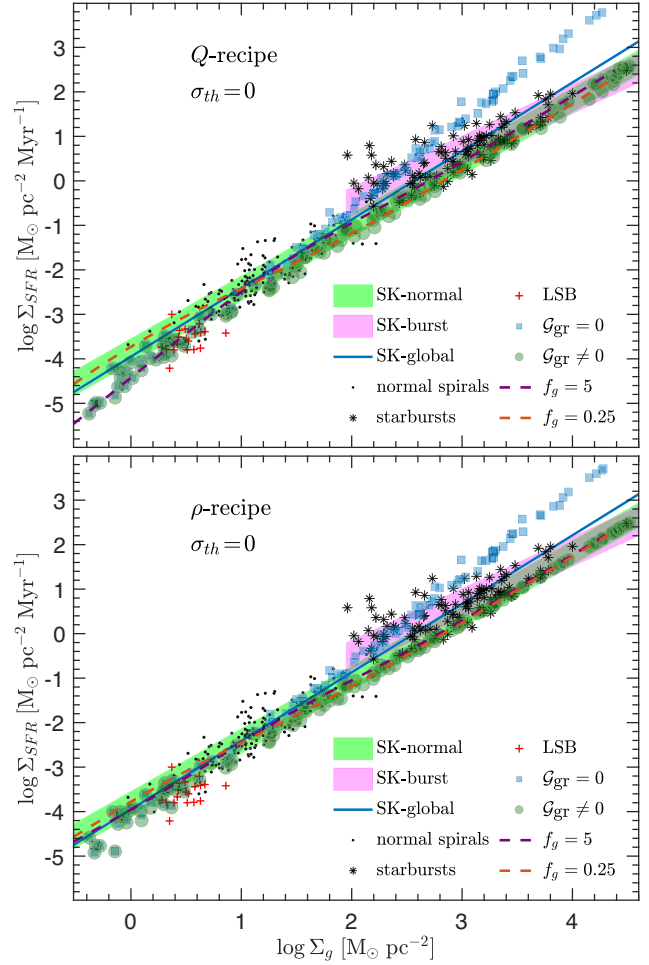 3
2
1
0
-1
-2
-3
-4
-5
log Σ_SFR [M⊙ pc⁻² Myr⁻¹]
Q-recipe
σ_th=0
SK-normal
SK-burst
SK-global
normal spirals
starbursts
LSB
𝒢_gr = 0
𝒢_gr ≠ 0
f_g = 5
f_g = 0.25
3
2
1
0
-1
-2
-3
-4
-5
log Σ_SFR [M⊙ pc⁻² Myr⁻¹]
ρ-recipe
σ_th=0
SK-normal
SK-burst
SK-global
normal spirals
starbursts
LSB
𝒢_gr = 0
𝒢_gr ≠ 0
f_g = 5
f_g = 0.25
0 1 2 3 4
log Σ_g [M⊙ pc⁻²]